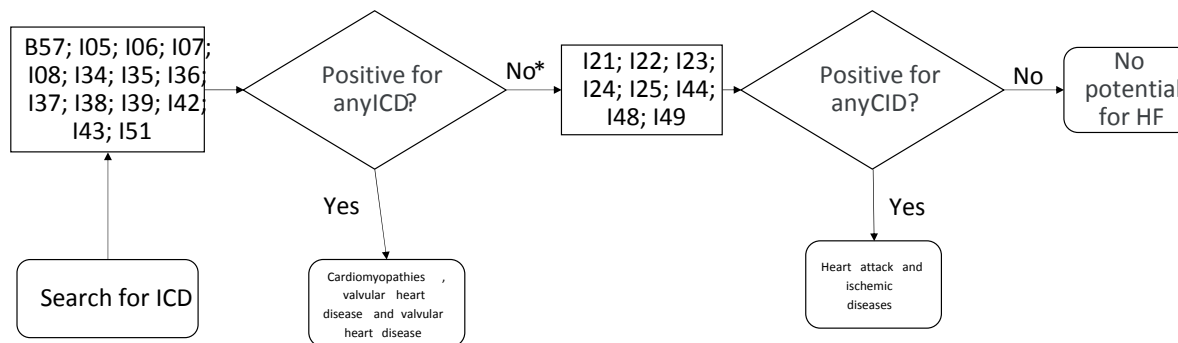 B57; I05; I06; I07;
I08; I34; I35; I36;
I37; I38; I39; I42;
I43; I51
Positive for
anyICD?
No*
I21; I22; I23;
I24; I25; I44;
I48; I49
Positive for
anyCID?
No
No
potential
for HF
Yes
Yes
Search for ICD
Cardiomyopathies ,
valvular heart
disease and valvular
heart disease
Heart attack and
ischemic
diseases